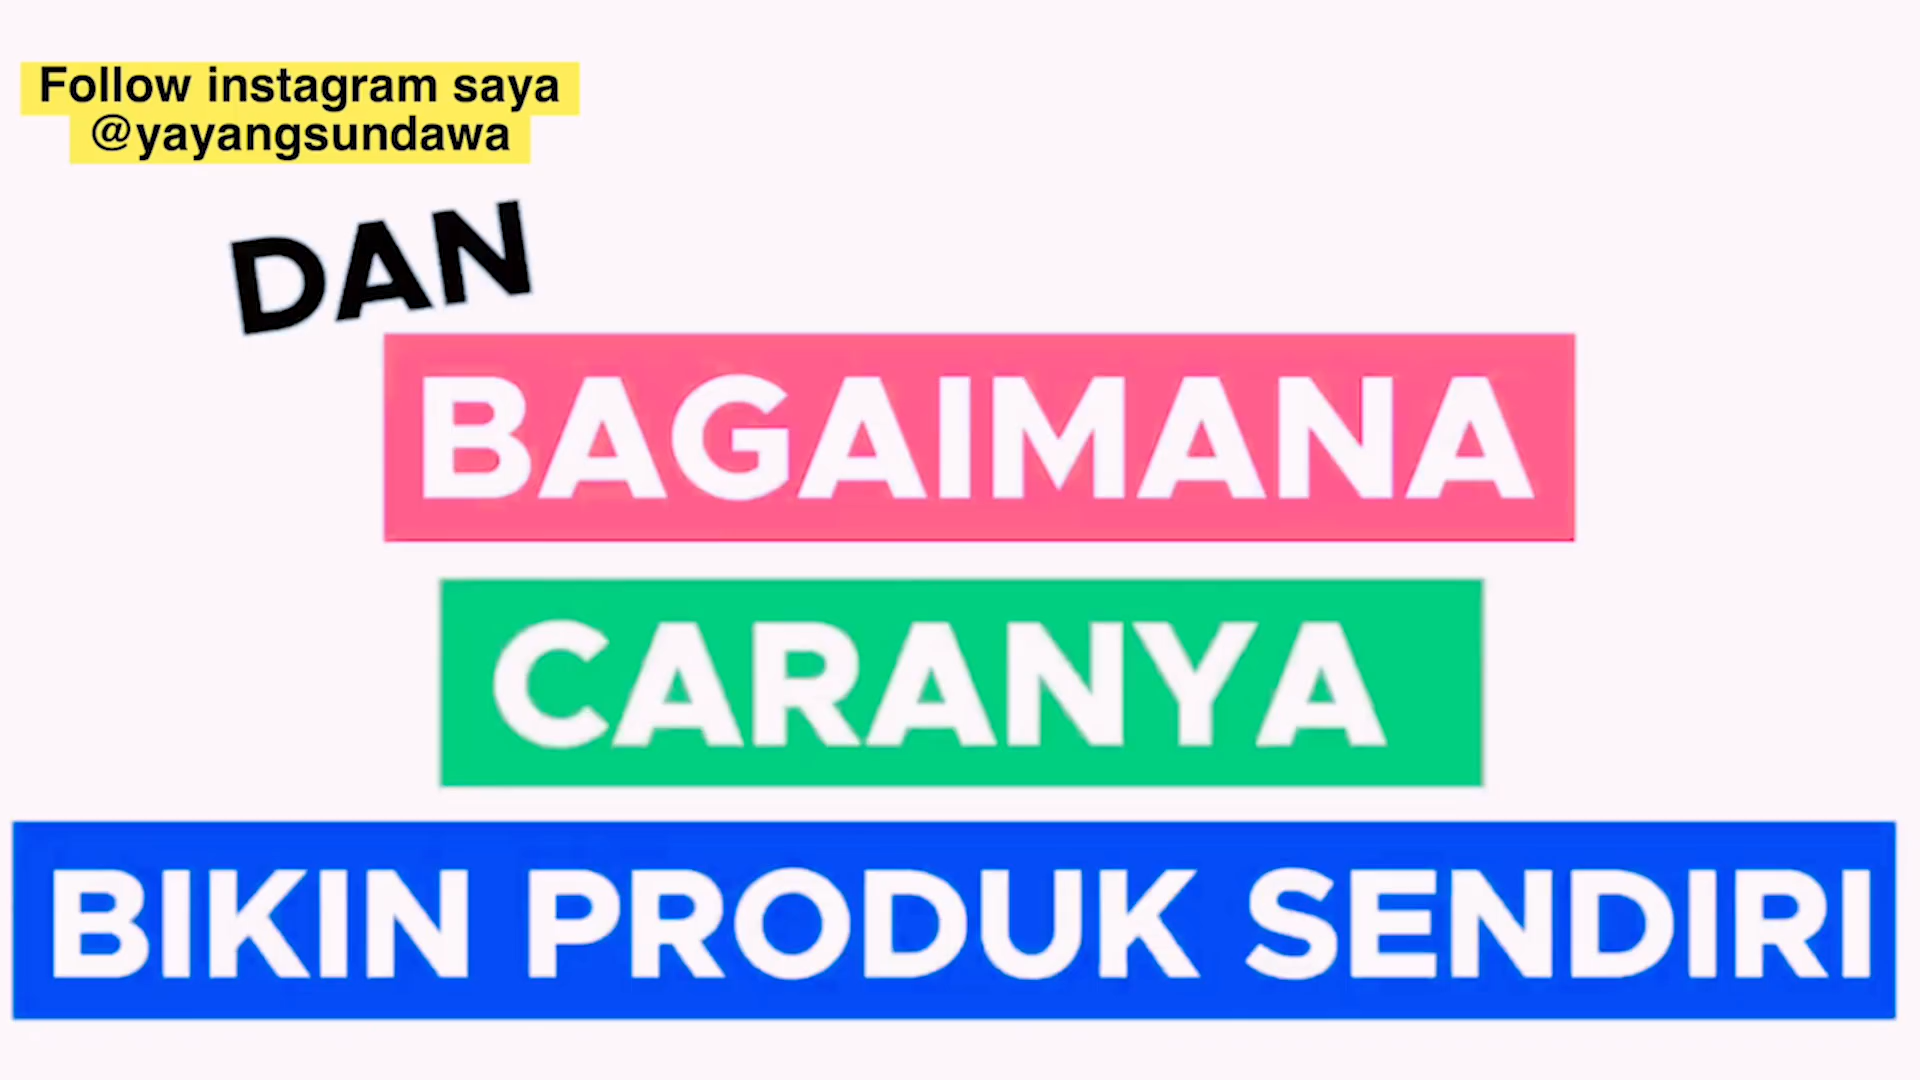 Follow instagram saya
@yayangsundawa
DAN
BAGAIMANA
CARANYA
BIKIN PRODUK SENDIRI